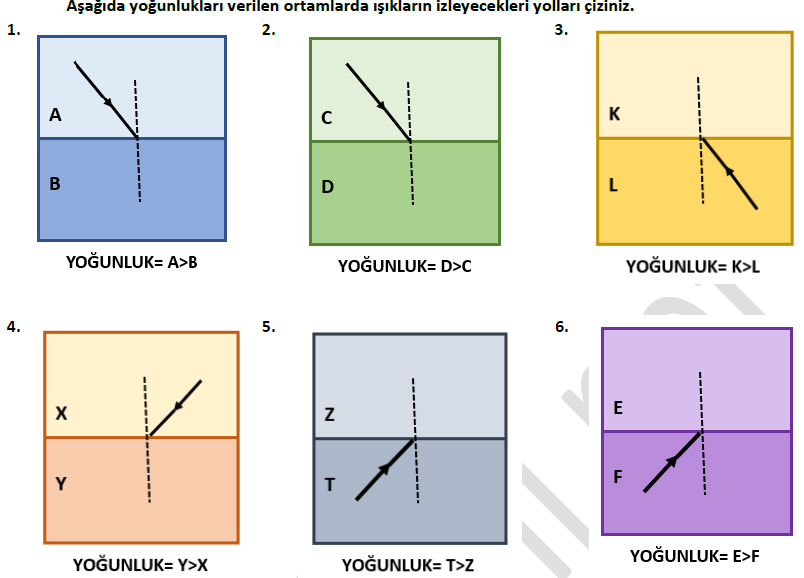 Aşağıda yoğunlukları verilen ortamlarda ışıkların izleyecekleri yolları çiziniz.
1. 2. 3.
A C K
B D L
YOĞUNLUK= A>B YOĞUNLUK= D>C YOĞUNLUK= K>L
4. 5. 6.
X Z E
Y T F
YOĞUNLUK= Y>X YOĞUNLUK= T>Z YOĞUNLUK= E>F